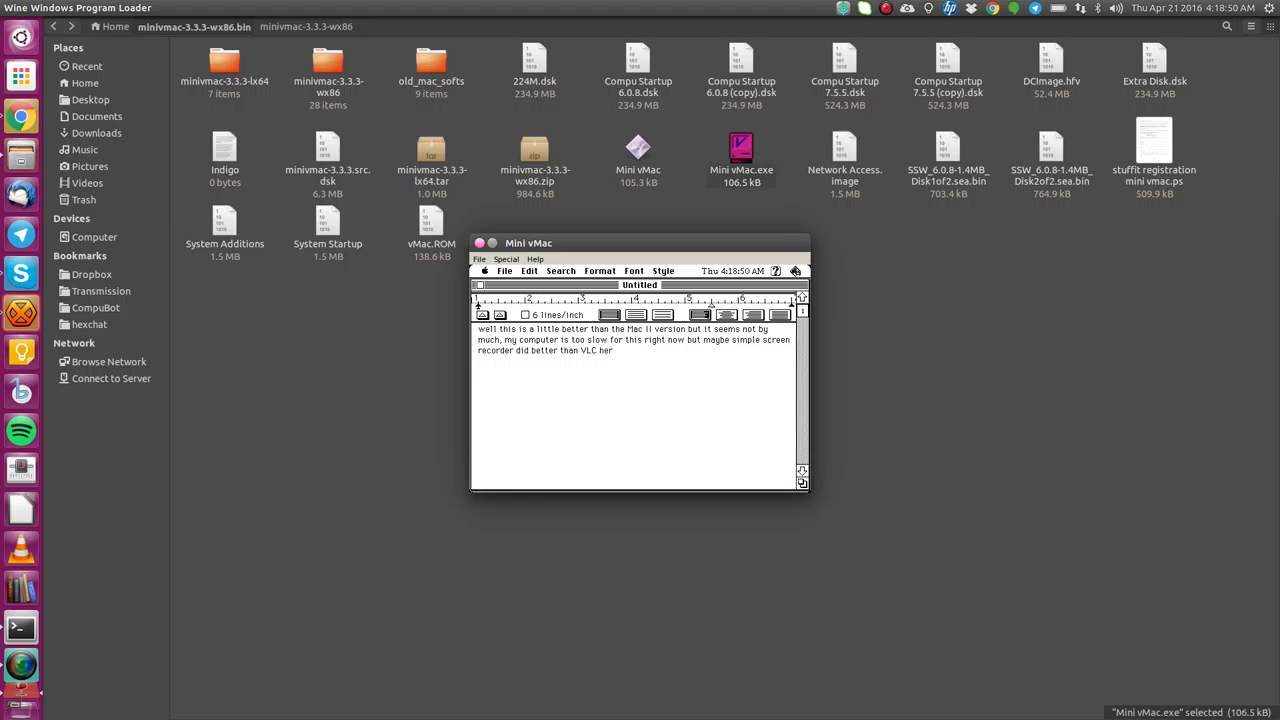 Wine Windows Program Loader
Thu Apr 21 2016 4:18:50 AM
Home
minivmac-3.3.3-wx86.bin
minivmac-3.3.3-wx86
Places
Recent
Home
Desktop
Documents
Downloads
Music
Pictures
Videos
Trash
Devices
Computer
Bookmarks
Dropbox
Transmission
CompuBot
hexchat
Network
Browse Network
Connect to Server
minivmac-3.3.3-lx64
7 items
minivmac-3.3.3-
wx86
28 items
old_mac_softs
9 items
224M.dsk
234.9 MB
Compu Startup
6.0.8.dsk
234.9 MB
Compu Startup
6.0.8 (copy).dsk
234.9 MB
Compu Startup
7.5.5.dsk
524.3 MB
Compu Startup
7.5.5 (copy).dsk
524.3 MB
DCImage.hfv
52.4 MB
Extra Disk.dsk
234.9 MB
Indigo
0 bytes
minivmac-3.3.3.src.
dsk
6.3 MB
tar
minivmac-3.3.3-
lx64.tar
1.0 MB
zip
minivmac-3.3.3-
wx86.zip
984.6 kB
Mini vMac
105.3 kB
Mini vMac.exe
106.5 kB
Network Access.
image
1.5 MB
SSW_6.0.8-1.4MB_
Disk1of2.sea.bin
703.4 kB
SSW_6.0.8-1.4MB_
Disk2of2.sea.bin
764.9 kB
stuffit registration
mini vmac.ps
509.9 kB
System Additions
1.5 MB
System Startup
1.5 MB
vMac.ROM
138.6 kB
Mini vMac
File Special Help
File Edit Search Format Font Style Thu 4:18:50 AM
Untitled
1 2 3 4 5 6
6 lines/inch
1
well this is a little better than the Mac II version but it seems not by
much, my computer is too slow for this right now but maybe simple screen
recorder did better than VLC her
"Mini vMac.exe" selected (106.5 kB)